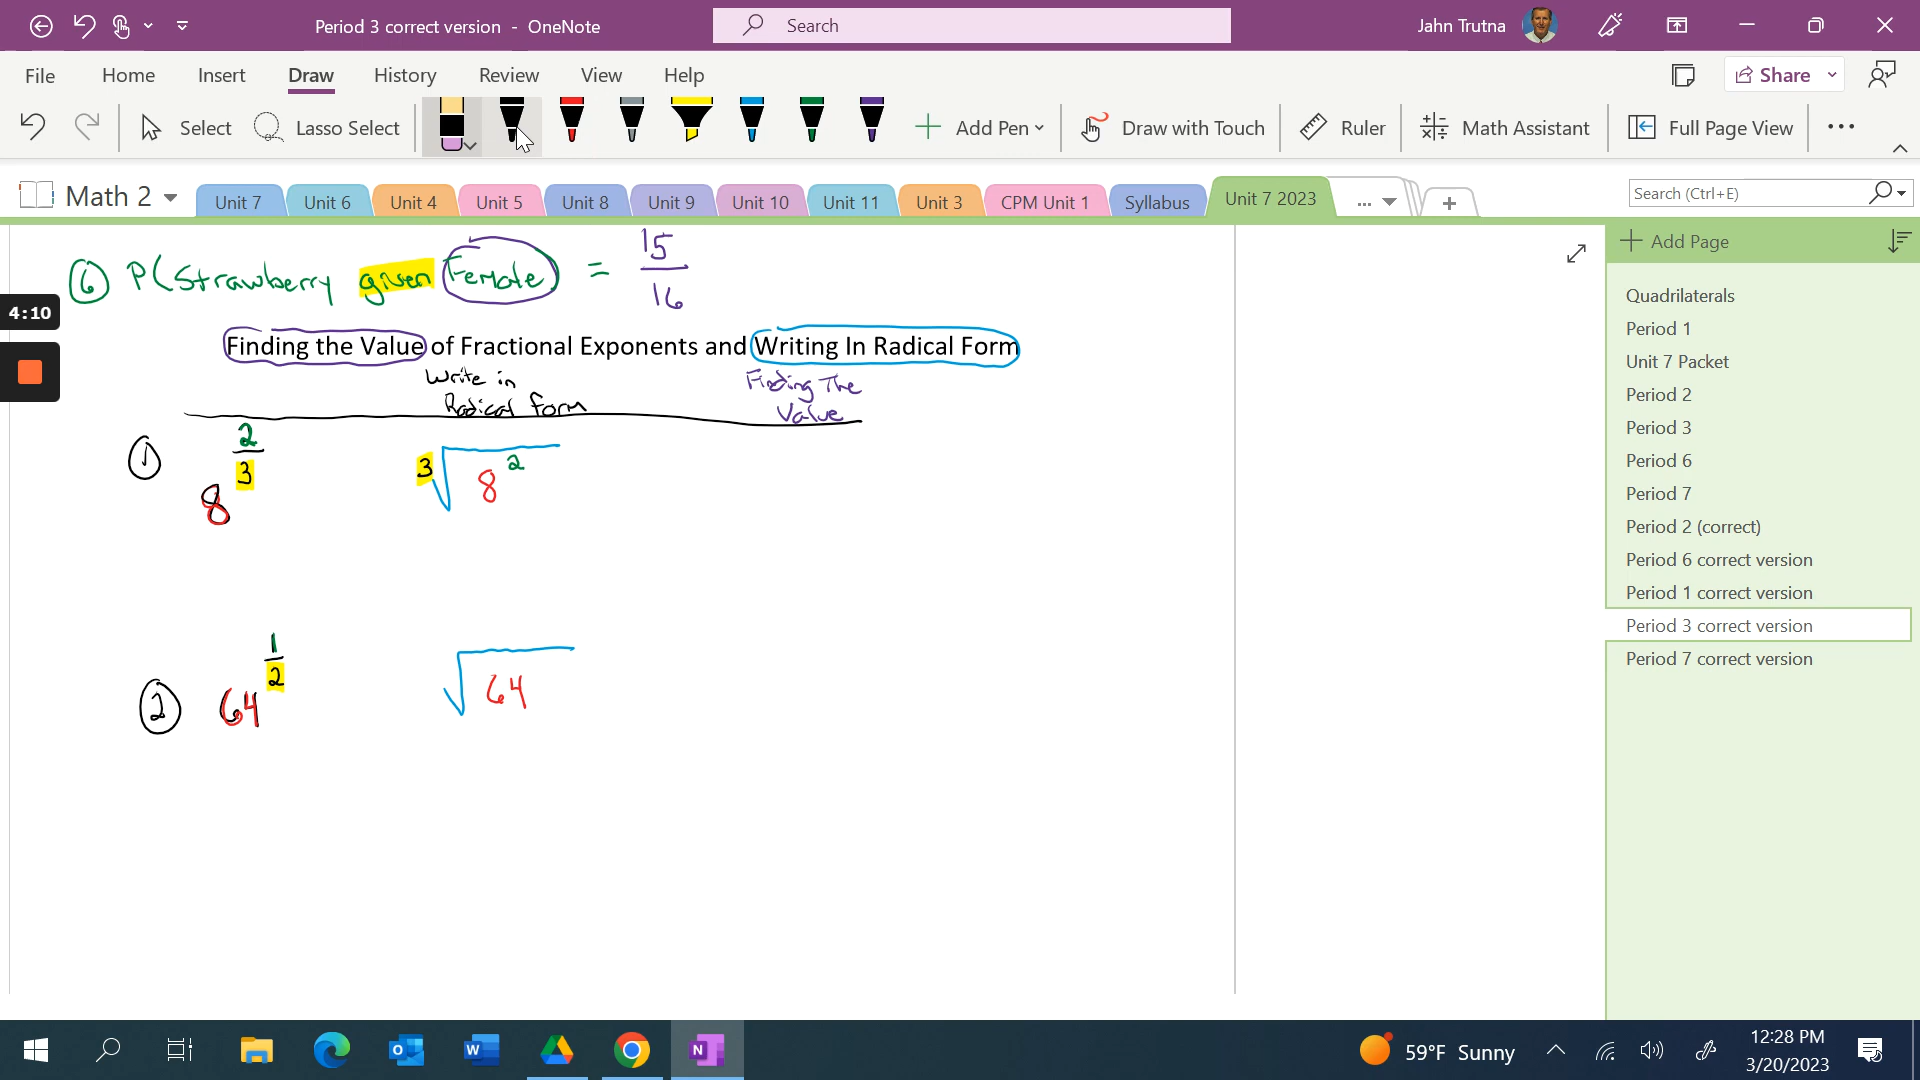 Period 3 correct version - OneNote
Search
Jahn Trutna
File Home Insert Draw History Review View Help
Share
Select Lasso Select Add Pen Draw with Touch Ruler Math Assistant Full Page View
Math 2 Unit 7 Unit 6 Unit 4 Unit 5 Unit 8 Unit 9 Unit 10 Unit 11 Unit 3 CPM Unit 1 Syllabus Unit 7 2023 ... +
Search (Ctrl+E)
Add Page
Quadrilaterals
Period 1
Unit 7 Packet
Period 2
Period 3
Period 6
Period 7
Period 2 (correct)
Period 6 correct version
Period 1 correct version
Period 3 correct version
Period 7 correct version
4:10
6 P(Strawberry given Female) = 15/16
Finding the Value of Fractional Exponents and Writing In Radical Form
Write in
Radical form
Finding The
Value
1 8^(2/3) ∛8²
2 64^(1/2) √64
59°F Sunny
12:28 PM
3/20/2023